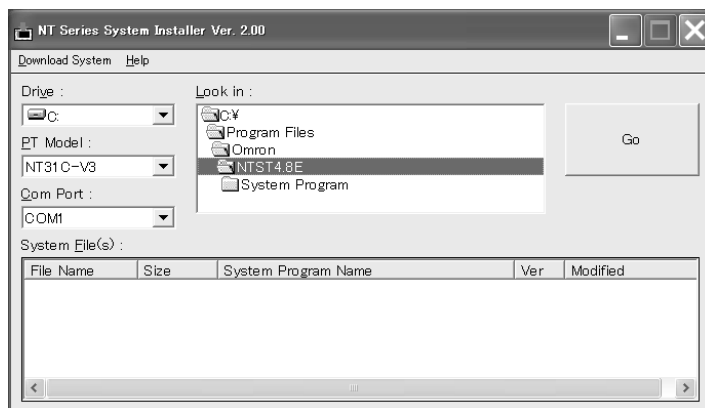 NT Series System Installer Ver. 2.00
Download System Help
Drive :
C:
PT Model :
NT31C-V3
Com Port :
COM1
Look in :
C:¥
Program Files
Omron
NTST4.8E
System Program
Go
System File(s) :
File Name Size System Program Name Ver Modified